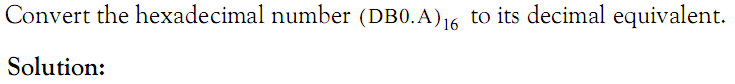 Convert the hexadecimal number (DB0.A)₁₆ to its decimal equivalent.
Solution: